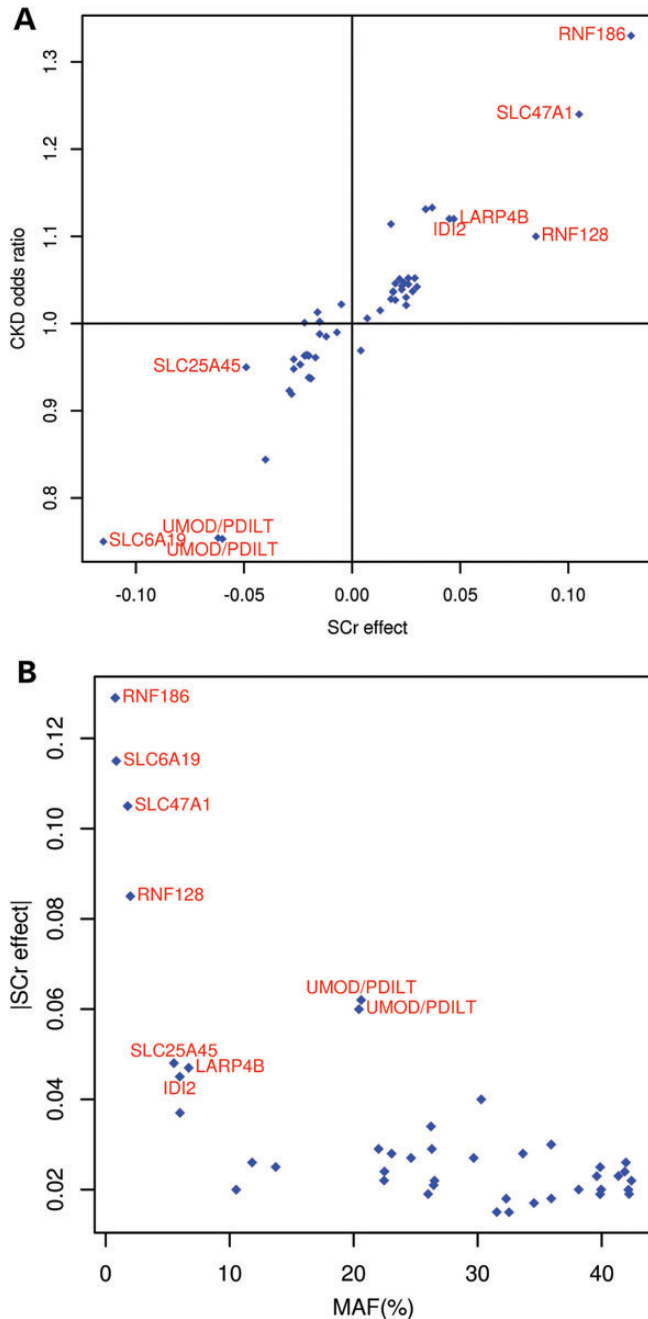 A
RNF186
SLC47A1
LARP4B
IDI2
RNF128
SLC25A45
UMOD/PDILT
SLC6A19
UMOD/PDILT
CKD odds ratio
1.3
1.2
1.1
1.0
0.9
0.8
-0.10 -0.05 0.00 0.05 0.10
SCr effect
B
RNF186
SLC6A19
SLC47A1
RNF128
UMOD/PDILT
UMOD/PDILT
SLC25A45
LARP4B
IDI2
|SCr effect|
0.12
0.10
0.08
0.06
0.04
0.02
0 10 20 30 40
MAF(%)